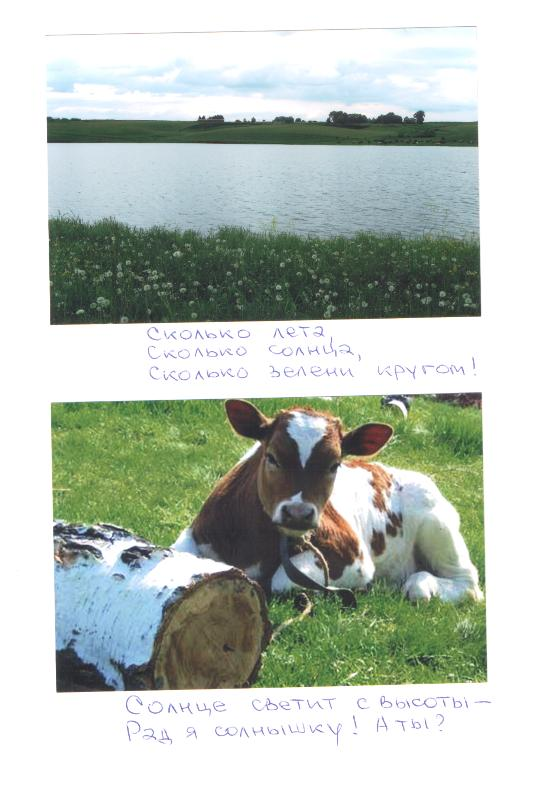 Сколько лета,
Сколько солнца,
Сколько зелени кругом!
Солнце светит с высоты —
Рад я солнышку! А ты?